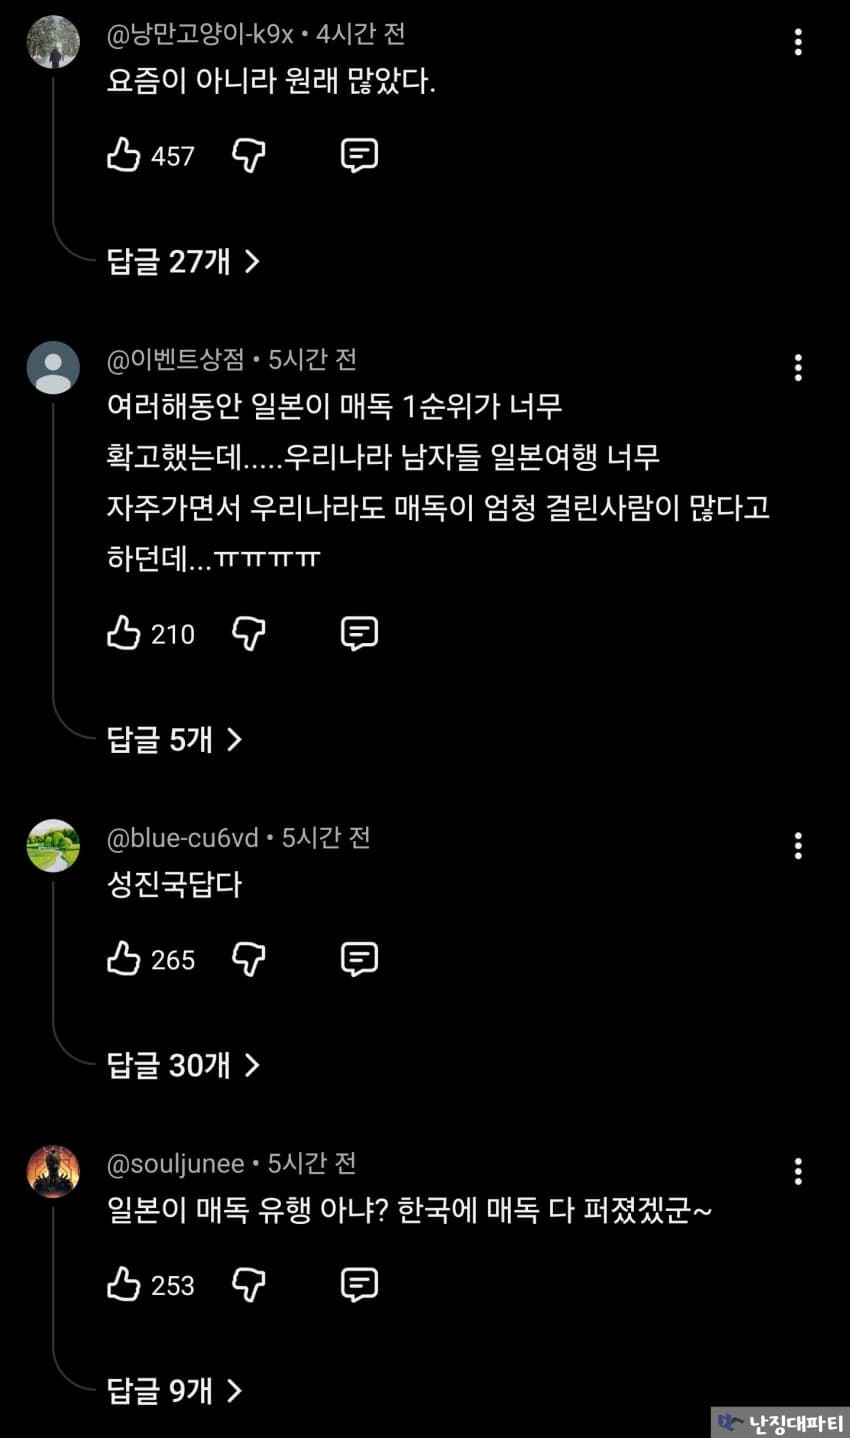 @낭만고양이-k9x • 4시간 전
요즘이 아니라 원래 많았다.
457
답글 27개 >
@이벤트상점 • 5시간 전
여러해동안 일본이 매독 1순위가 너무
확고했는데.....우리나라 남자들 일본여행 너무
자주가면서 우리나라도 매독이 엄청 걸린사람이 많다고
하던데...ㅠㅠㅠㅠ
210
답글 5개 >
@blue-cu6vd • 5시간 전
성진국답다
265
답글 30개 >
@souljunee • 5시간 전
일본이 매독 유행 아냐? 한국에 매독 다 퍼졌겠군~
253
답글 9개 >
난징대파티